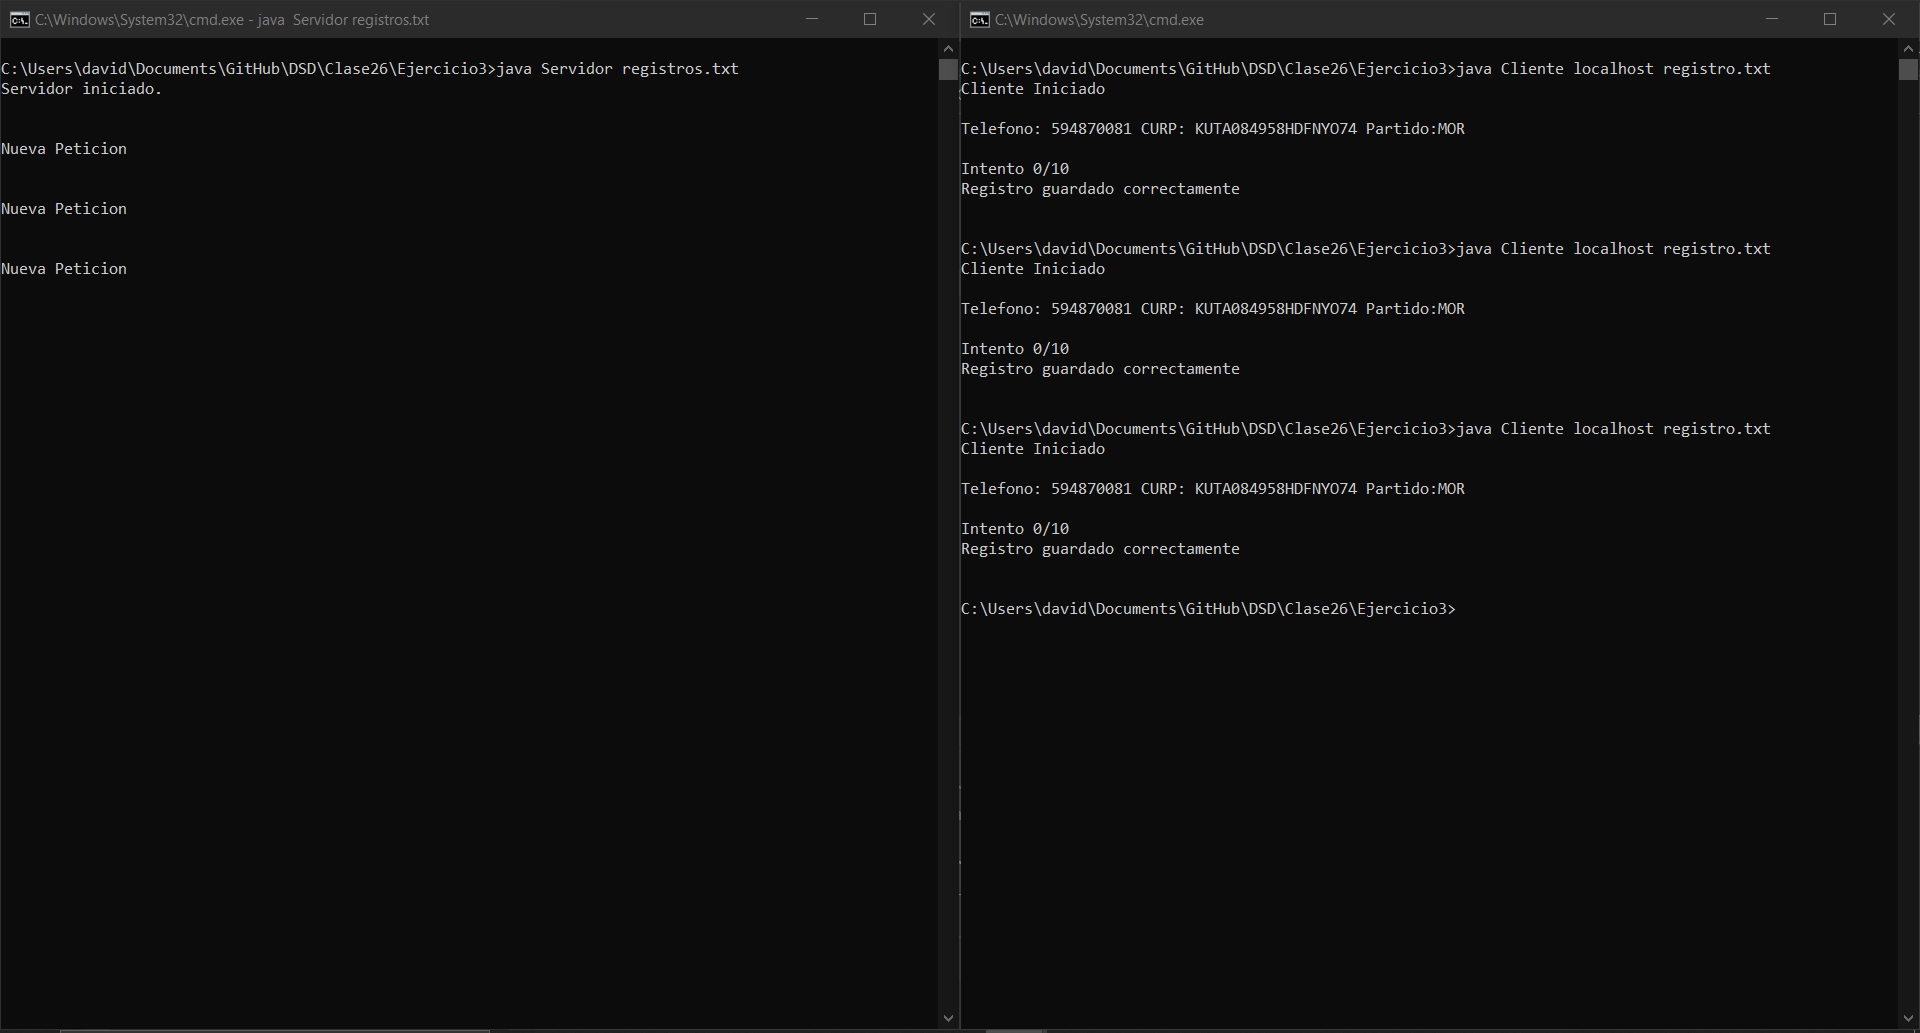 C:\Windows\System32\cmd.exe - java  Servidor registros.txt
C:\Users\david\Documents\GitHub\DSD\Clase26\Ejercicio3>java Servidor registros.txt
Servidor iniciado.
Nueva Peticion
Nueva Peticion
Nueva Peticion
C:\Windows\System32\cmd.exe
C:\Users\david\Documents\GitHub\DSD\Clase26\Ejercicio3>java Cliente localhost registro.txt
Cliente Iniciado
Telefono: 594870081 CURP: KUTA084958HDFNYO74 Partido:MOR
Intento 0/10
Registro guardado correctamente
C:\Users\david\Documents\GitHub\DSD\Clase26\Ejercicio3>java Cliente localhost registro.txt
Cliente Iniciado
Telefono: 594870081 CURP: KUTA084958HDFNYO74 Partido:MOR
Intento 0/10
Registro guardado correctamente
C:\Users\david\Documents\GitHub\DSD\Clase26\Ejercicio3>java Cliente localhost registro.txt
Cliente Iniciado
Telefono: 594870081 CURP: KUTA084958HDFNYO74 Partido:MOR
Intento 0/10
Registro guardado correctamente
C:\Users\david\Documents\GitHub\DSD\Clase26\Ejercicio3>